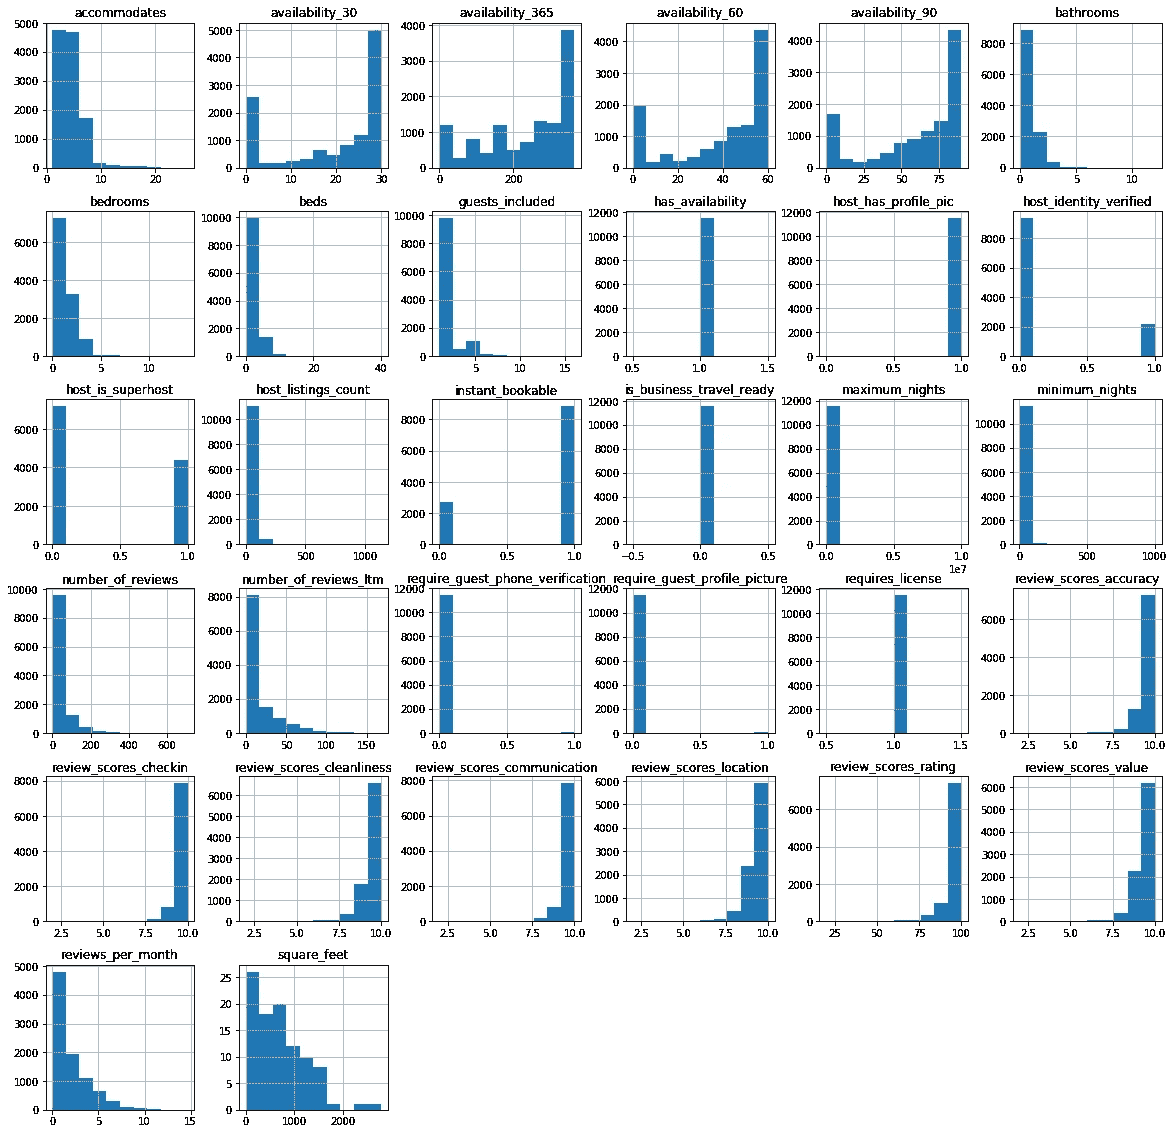 accommodates
5000
4000
3000
2000
1000
0
0 10 20
availability_30
5000
4000
3000
2000
1000
0
0 10 20 30
availability_365
4000
3000
2000
1000
0
0 200
availability_60
4000
3000
2000
1000
0
0 20 40 60
availability_90
4000
3000
2000
1000
0
0 25 50 75
bathrooms
8000
6000
4000
2000
0
0 5 10
bedrooms
6000
4000
2000
0
0 5 10
beds
10000
8000
6000
4000
2000
0
0 20 40
guests_included
10000
8000
6000
4000
2000
0
5 10 15
has_availability
12000
10000
8000
6000
4000
2000
0
0.5 1.0 1.5
host_has_profile_pic
12000
10000
8000
6000
4000
2000
0
0.0 0.5 1.0
host_identity_verified
8000
6000
4000
2000
0
0.0 0.5 1.0
host_is_superhost
6000
4000
2000
0
0.0 0.5 1.0
host_listings_count
10000
8000
6000
4000
2000
0
0 500 1000
instant_bookable
8000
6000
4000
2000
0
0.0 0.5 1.0
is_business_travel_ready
12000
10000
8000
6000
4000
2000
0
−0.5 0.0 0.5
maximum_nights
12000
10000
8000
6000
4000
2000
0
0.0 0.5 1.0
1e7
minimum_nights
10000
8000
6000
4000
2000
0
0 500 1000
number_of_reviews
10000
8000
6000
4000
2000
0
0 200 400 600
number_of_reviews_ltm
8000
6000
4000
2000
0
0 50 100 150
require_guest_phone_verification
12000
10000
8000
6000
4000
2000
0
0.0 0.5 1.0
require_guest_profile_picture
12000
10000
8000
6000
4000
2000
0
0.0 0.5 1.0
requires_license
12000
10000
8000
6000
4000
2000
0
0.5 1.0 1.5
review_scores_accuracy
6000
4000
2000
0
2.5 5.0 7.5 10.0
review_scores_checkin
8000
6000
4000
2000
0
2.5 5.0 7.5 10.0
review_scores_cleanliness
6000
5000
4000
3000
2000
1000
0
2.5 5.0 7.5 10.0
review_scores_communication
8000
6000
4000
2000
0
2.5 5.0 7.5 10.0
review_scores_location
6000
5000
4000
3000
2000
1000
0
2.5 5.0 7.5 10.0
review_scores_rating
6000
4000
2000
0
25 50 75 100
review_scores_value
6000
5000
4000
3000
2000
1000
0
2.5 5.0 7.5 10.0
reviews_per_month
5000
4000
3000
2000
1000
0
0 5 10 15
square_feet
25
20
15
10
5
0
0 1000 2000